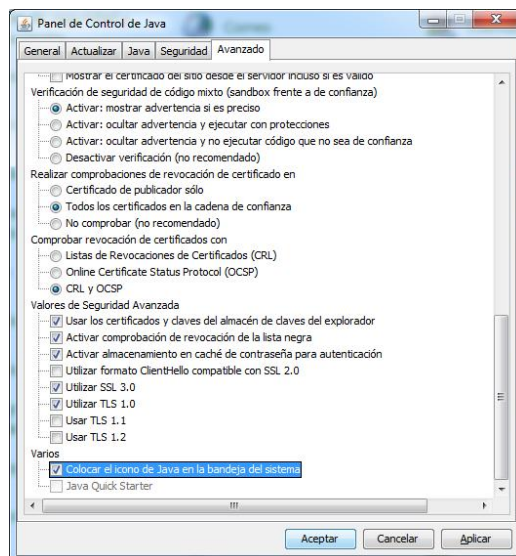 Panel de Control de Java
Correo
General Actualizar Java Seguridad Avanzado
Mostrar el certificado del sitio desde el servidor incluso si es válido
Verificación de seguridad de código mixto (sandbox frente a de confianza)
Activar: mostrar advertencia si es preciso
Activar: ocultar advertencia y ejecutar con protecciones
Activar: ocultar advertencia y no ejecutar código que no sea de confianza
Desactivar verificación (no recomendado)
Realizar comprobaciones de revocación de certificado en
Certificado de publicador sólo
Todos los certificados en la cadena de confianza
No comprobar (no recomendado)
Comprobar revocación de certificados con
Listas de Revocaciones de Certificados (CRL)
Online Certificate Status Protocol (OCSP)
CRL y OCSP
Valores de Seguridad Avanzada
Usar los certificados y claves del almacén de claves del explorador
Activar comprobación de revocación de la lista negra
Activar almacenamiento en caché de contraseña para autenticación
Utilizar formato ClientHello compatible con SSL 2.0
Utilizar SSL 3.0
Utilizar TLS 1.0
Usar TLS 1.1
Usar TLS 1.2
Varios
Colocar el icono de Java en la bandeja del sistema
Java Quick Starter
Aceptar Cancelar Aplicar